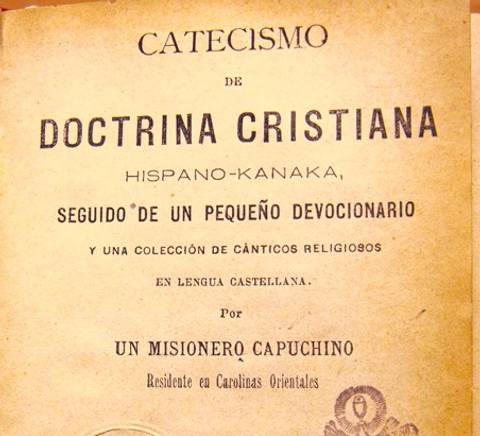 CATECISMO
DE
DOCTRINA CRISTIANA
HISPANO-KANAKA,
SEGUIDO DE UN PEQUEÑO DEVOCIONARIO
Y UNA COLECCIÓN DE CÁNTICOS RELIGIOSOS
EN LENGUA CASTELLANA.
Por
UN MISIONERO CAPUCHINO
Residente en Carolinas Orientales